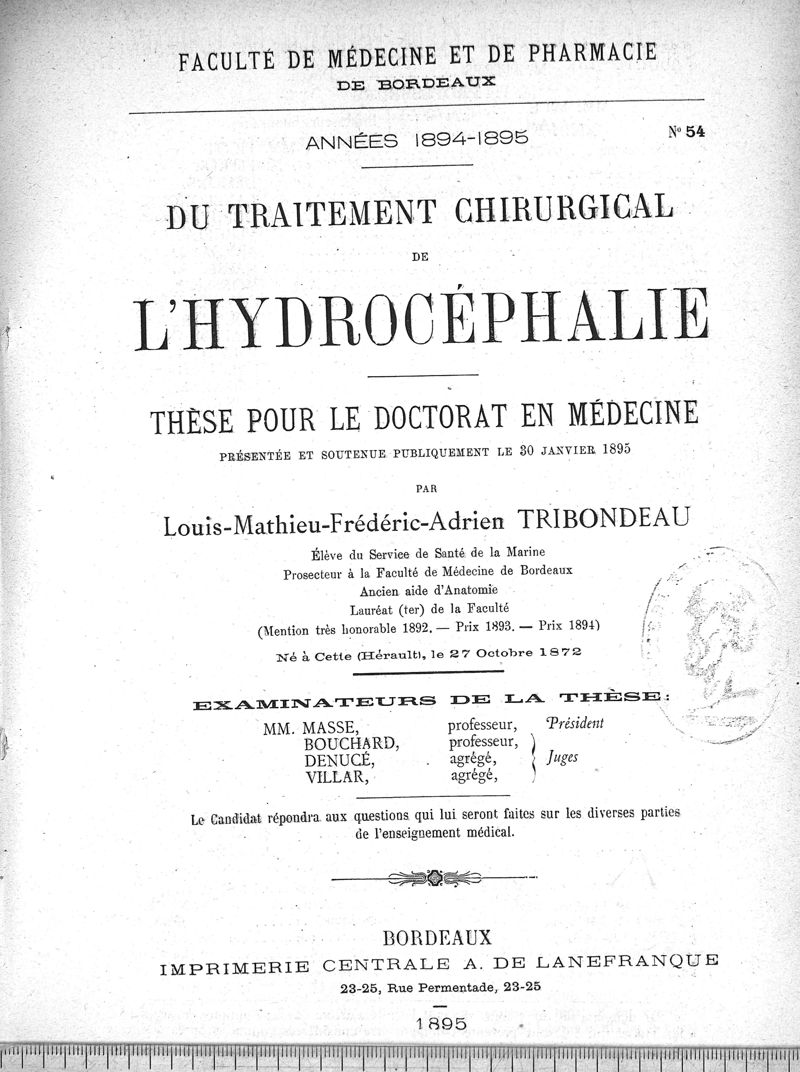 FACULTÉ DE MÉDECINE ET DE PHARMACIE
DE BORDEAUX
ANNÉES 1894-1895
N° 54
DU TRAITEMENT CHIRURGICAL
DE
L'HYDROCÉPHALIE
THÈSE POUR LE DOCTORAT EN MÉDECINE
PRÉSENTÉE ET SOUTENUE PUBLIQUEMENT LE 30 JANVIER 1895
PAR
Louis-Mathieu-Frédéric-Adrien TRIBONDEAU
Élève du Service de Santé de la Marine
Prosecteur à la Faculté de Médecine de Bordeaux
Ancien aide d'Anatomie
Lauréat (ter) de la Faculté
(Mention très honorable 1892. — Prix 1893. — Prix 1894)
Né à Cette (Hérault), le 27 Octobre 1872
EXAMINATEURS DE LA THÈSE:
MM. MASSE, professeur, Président
BOUCHARD, professeur,
DENUCÉ, agrégé, Juges
VILLAR, agrégé,
Le Candidat répondra aux questions qui lui seront faites sur les diverses parties
de l'enseignement médical.
BORDEAUX
IMPRIMERIE CENTRALE A. DE LANEFRANQUE
23-25, Rue Permentade, 23-25
1895